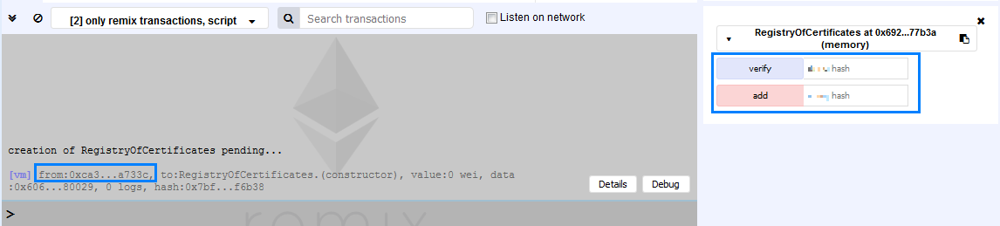 [2] only remix transactions, script
Search transactions
Listen on network
creation of RegistryOfCertificates pending...
[vm] from:0xca3...a733c, to:RegistryOfCertificates.(constructor), value:0 wei, data
:0x606...80029, 0 logs, hash:0x7bf...f6b38
Details
Debug
>
remix
RegistryOfCertificates at 0x692...77b3a
(memory)
verify
hash
add
hash